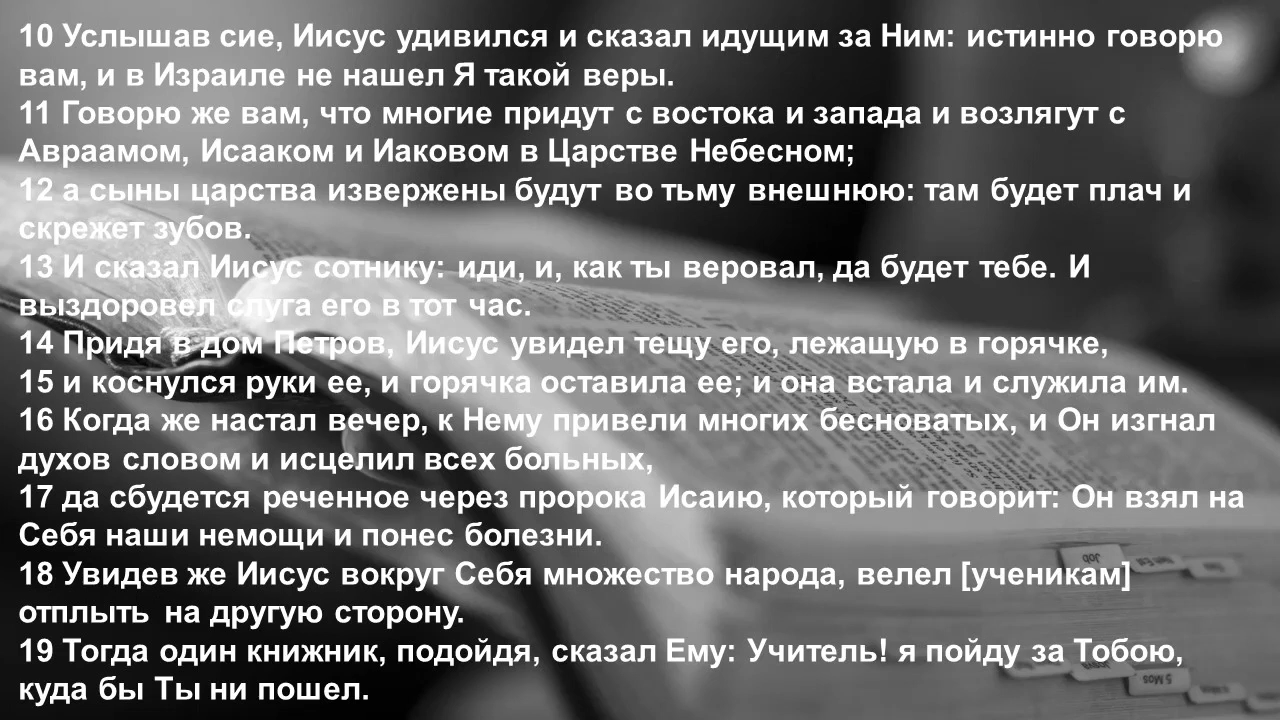 10 Услышав сие, Иисус удивился и сказал идущим за Ним: истинно говорю
вам, и в Израиле не нашел Я такой веры.
11 Говорю же вам, что многие придут с востока и запада и возлягут с
Авраамом, Исааком и Иаковом в Царстве Небесном;
12 а сыны царства извержены будут во тьму внешнюю: там будет плач и
скрежет зубов.
13 И сказал Иисус сотнику: иди, и, как ты веровал, да будет тебе. И
выздоровел слуга его в тот час.
14 Придя в дом Петров, Иисус увидел тещу его, лежащую в горячке,
15 и коснулся руки ее, и горячка оставила ее; и она встала и служила им.
16 Когда же настал вечер, к Нему привели многих бесноватых, и Он изгнал
духов словом и исцелил всех больных,
17 да сбудется реченное через пророка Исаию, который говорит: Он взял на
Себя наши немощи и понес болезни.
18 Увидев же Иисус вокруг Себя множество народа, велел [ученикам]
отплыть на другую сторону.
19 Тогда один книжник, подойдя, сказал Ему: Учитель! я пойду за Тобою,
куда бы Ты ни пошел.
Job
5 Mos